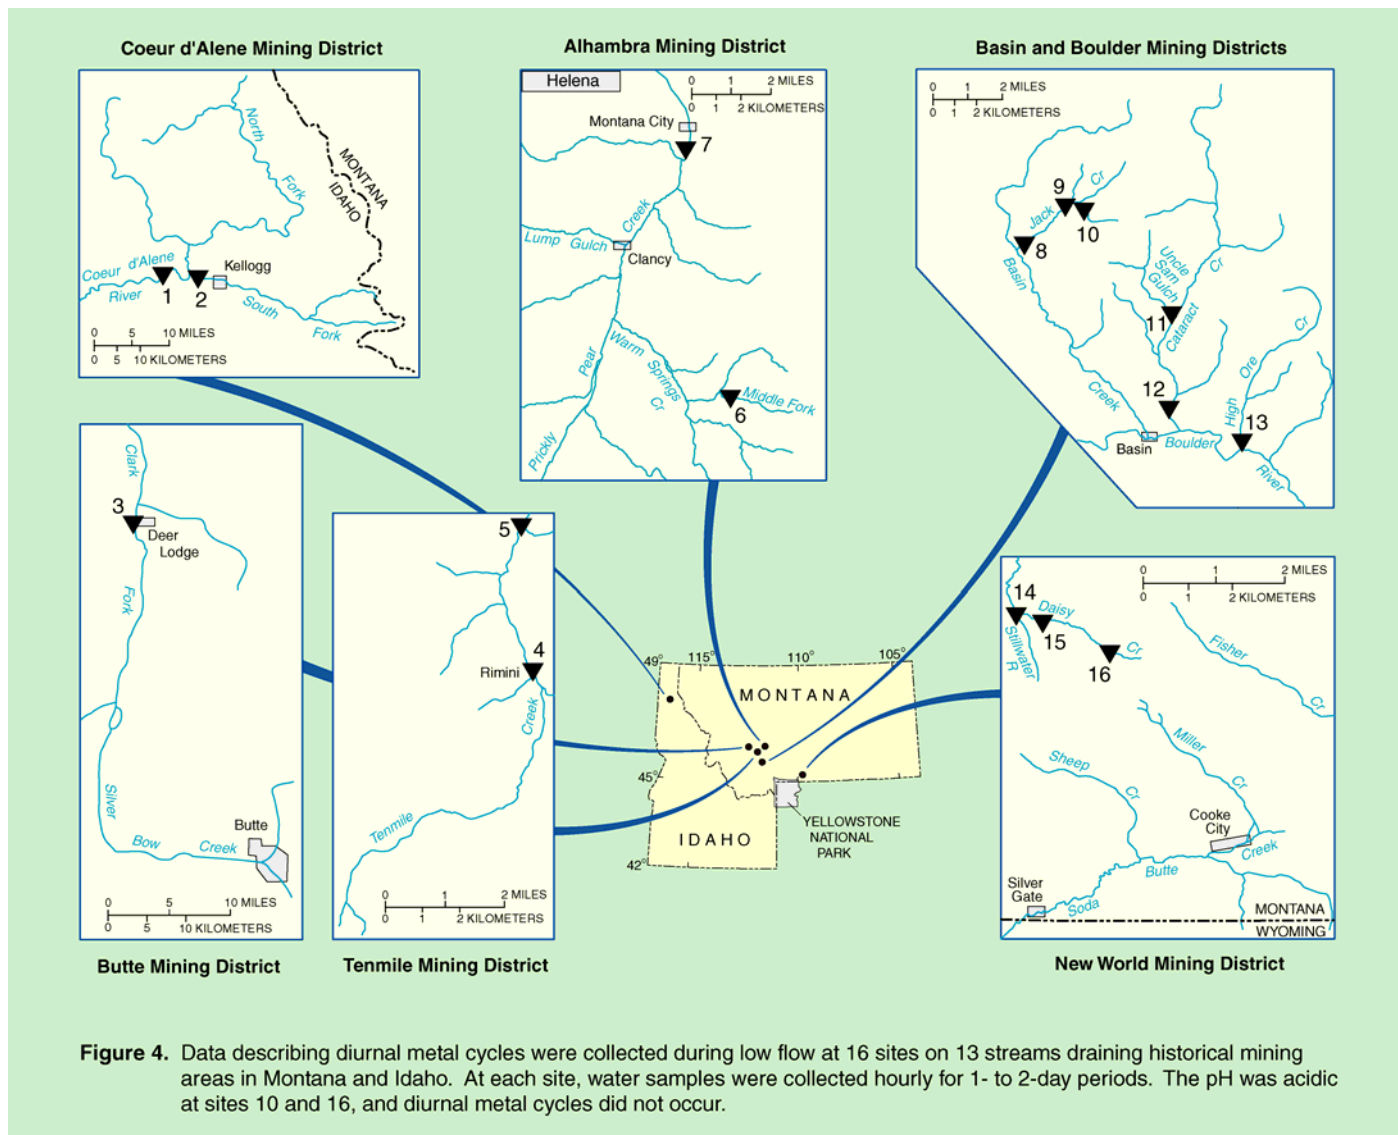 Coeur d'Alene Mining District
North
Fork
MONTANA
IDAHO
Coeur d'Alene
River
Kellogg
1
2
South
Fork
0 5 10 MILES
0 5 10 KILOMETERS
Alhambra Mining District
Helena
0 1 2 MILES
0 1 2 KILOMETERS
Montana City
7
Creek
Lump Gulch
Clancy
Warm
Springs
Cr
Pear
Prickly
Middle Fork
6
Basin and Boulder Mining Districts
0 1 2 MILES
0 1 2 KILOMETERS
9
Cr
Jack
10
8
Basin
Uncle
Sam
Gulch
Cr
11
Cataract
Cr
Ore
Creek
12
High
13
Basin
Boulder
River
Clark
3
Deer
Lodge
Fork
Silver
Bow
Creek
Butte
0 5 10 MILES
0 5 10 KILOMETERS
Butte Mining District
5
4
Rimini
Creek
Tenmile
0 1 2 MILES
0 1 2 KILOMETERS
Tenmile Mining District
49°
115°
110°
105°
MONTANA
45°
IDAHO
42°
YELLOWSTONE
NATIONAL
PARK
0 1 2 MILES
0 1 2 KILOMETERS
14
Daisy
Stillwater
R
15
Cr
16
Fisher
Cr
Miller
Cr
Sheep
Cr
Cooke
City
Creek
Butte
Silver
Gate
Soda
MONTANA
WYOMING
New World Mining District
Figure 4. Data describing diurnal metal cycles were collected during low flow at 16 sites on 13 streams draining historical mining
areas in Montana and Idaho. At each site, water samples were collected hourly for 1- to 2-day periods. The pH was acidic
at sites 10 and 16, and diurnal metal cycles did not occur.